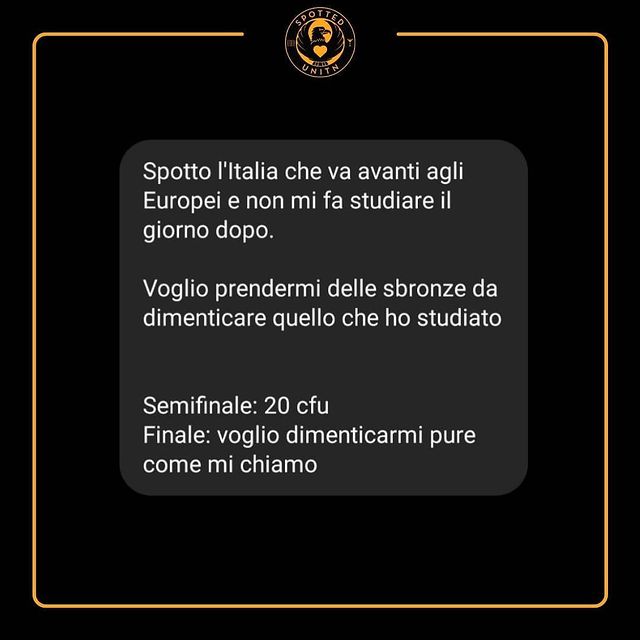 SPOTTED
UNITN
Spotto l'Italia che va avanti agli
Europei e non mi fa studiare il
giorno dopo.
Voglio prendermi delle sbronze da
dimenticare quello che ho studiato
Semifinale: 20 cfu
Finale: voglio dimenticarmi pure
come mi chiamo